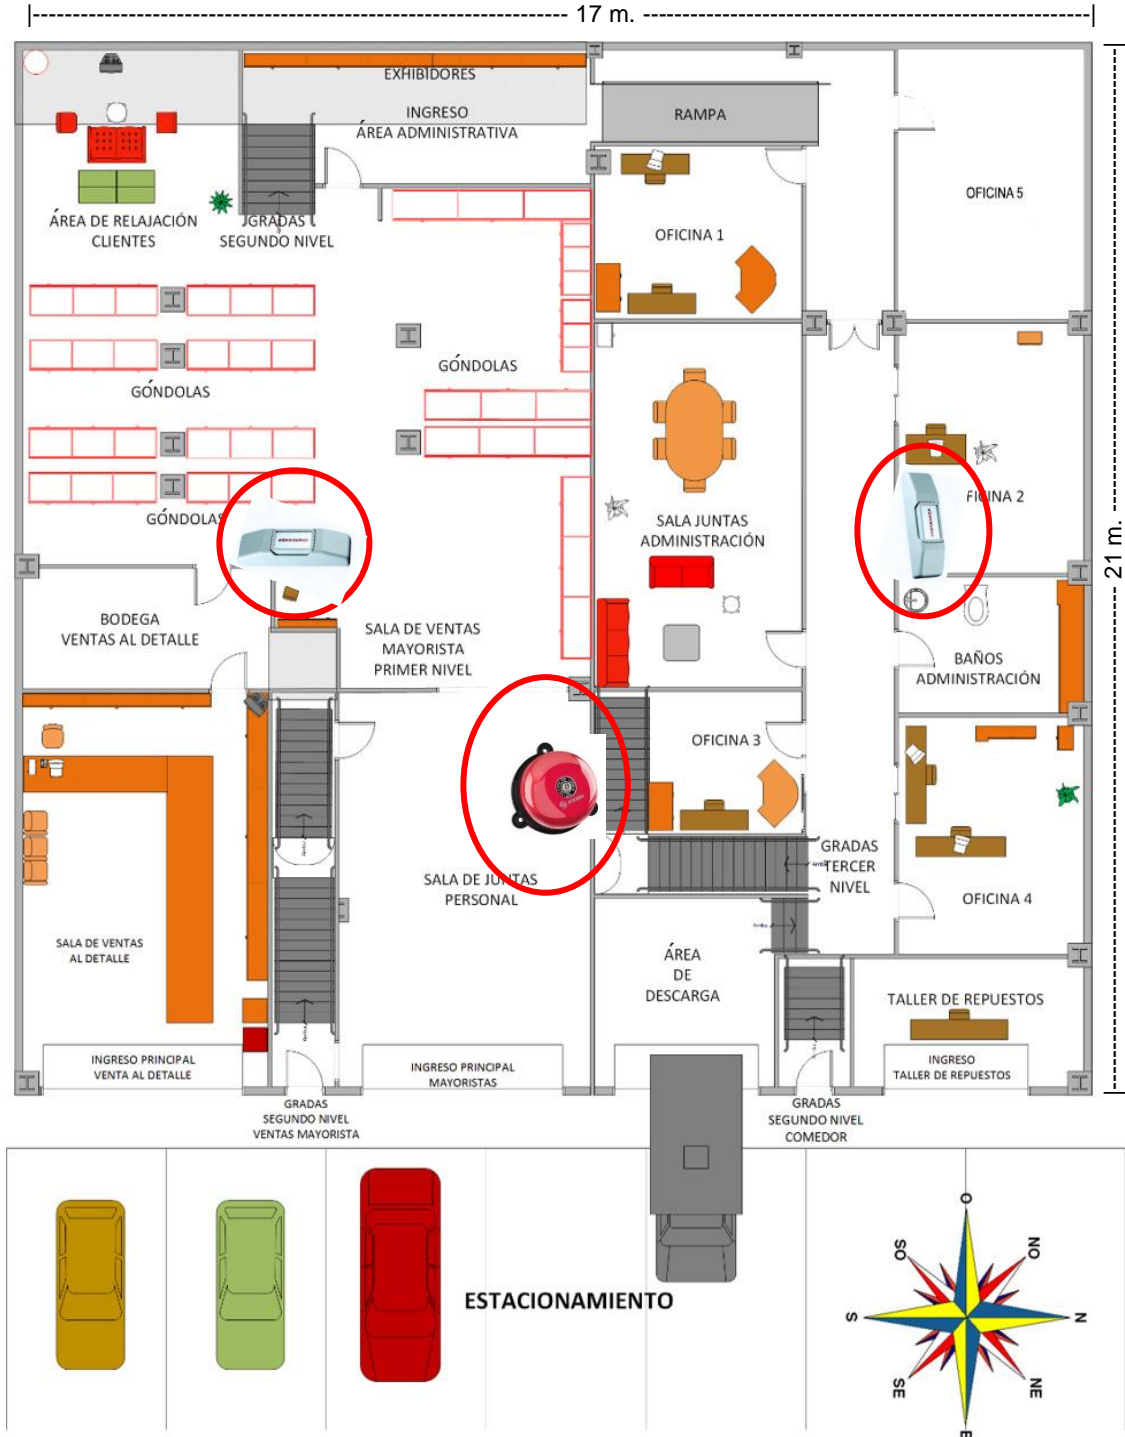 17 m.
EXHIBIDORES
INGRESO
ÁREA ADMINISTRATIVA
RAMPA
OFICINA 5
ÁREA DE RELAJACIÓN
CLIENTES
GRADAS
SEGUNDO NIVEL
OFICINA 1
GÓNDOLAS
GÓNDOLAS
GÓNDOLAS
FICINA 2
SALA JUNTAS
ADMINISTRACIÓN
21 m.
BODEGA
VENTAS AL DETALLE
SALA DE VENTAS
MAYORISTA
PRIMER NIVEL
BAÑOS
ADMINISTRACIÓN
OFICINA 3
GRADAS
TERCER
NIVEL
SALA DE JUNTAS
PERSONAL
OFICINA 4
SALA DE VENTAS
AL DETALLE
ÁREA
DE
DESCARGA
TALLER DE REPUESTOS
INGRESO PRINCIPAL
VENTA AL DETALLE
INGRESO PRINCIPAL
MAYORISTAS
INGRESO
TALLER DE REPUESTOS
GRADAS
SEGUNDO NIVEL
VENTAS MAYORISTA
GRADAS
SEGUNDO NIVEL
COMEDOR
ESTACIONAMIENTO
O
SO
NO
S
N
SE
NE
E